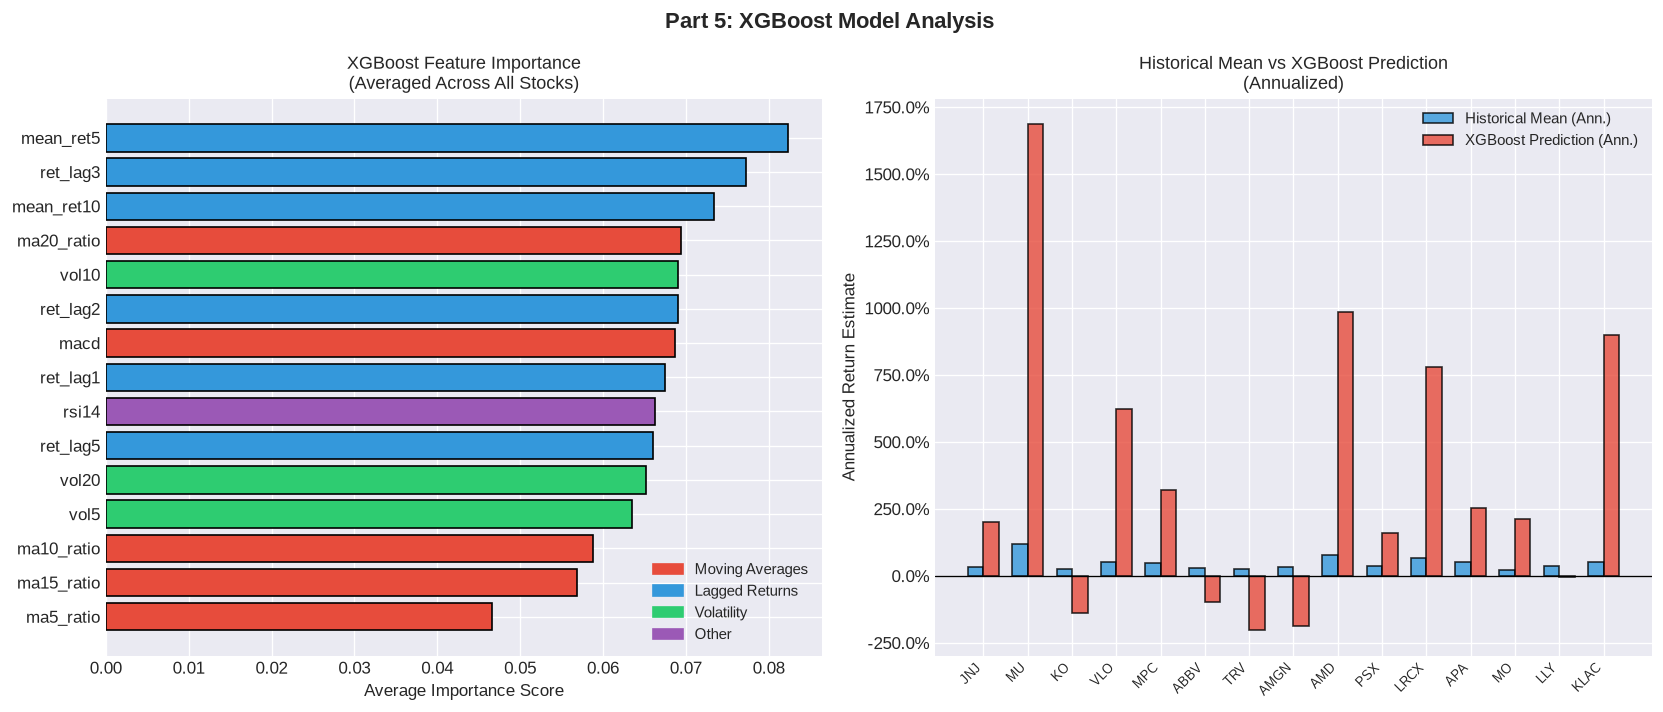 Part 5: XGBoost Model Analysis
XGBoost Feature Importance
(Averaged Across All Stocks)
mean_ret5
ret_lag3
mean_ret10
ma20_ratio
vol10
ret_lag2
macd
ret_lag1
rsi14
ret_lag5
vol20
vol5
ma10_ratio
ma15_ratio
ma5_ratio
Moving Averages
Lagged Returns
Volatility
Other
0.00 0.01 0.02 0.03 0.04 0.05 0.06 0.07 0.08
Average Importance Score
Historical Mean vs XGBoost Prediction
(Annualized)
Historical Mean (Ann.)
XGBoost Prediction (Ann.)
Annualized Return Estimate
1750.0%
1500.0%
1250.0%
1000.0%
750.0%
500.0%
250.0%
0.0%
-250.0%
JNJ MU KO VLO MPC ABBV TRV AMGN AMD PSX LRCX APA MO LLY KLAC